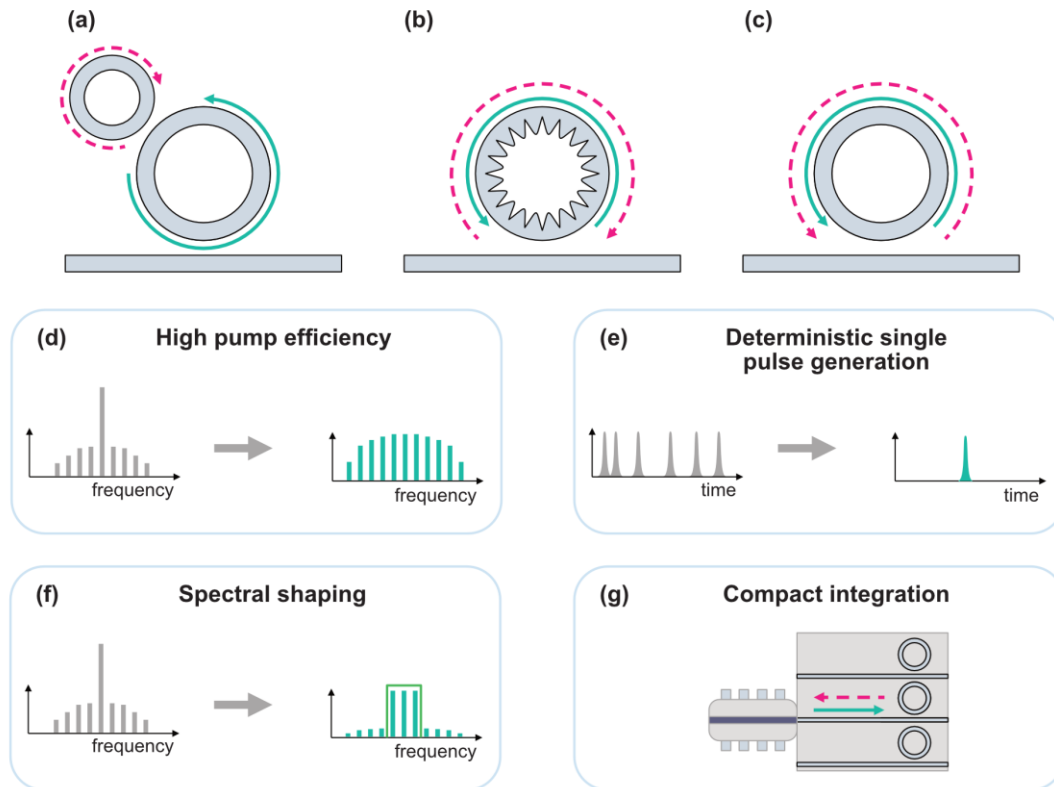 (a)
(b)
(c)
(d)
High pump efficiency
frequency
frequency
(e)
Deterministic single
pulse generation
time
time
(f)
Spectral shaping
frequency
frequency
(g)
Compact integration